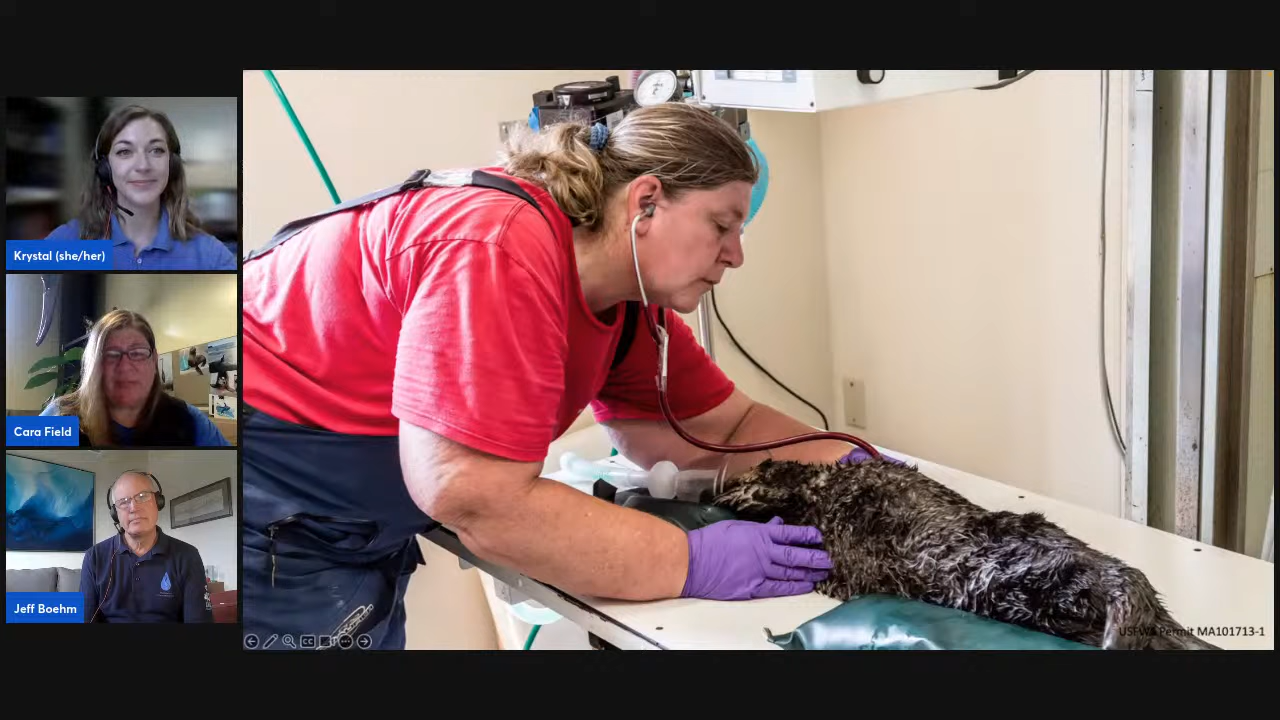 Krystal (she/her)
Cara Field
Jeff Boehm
USFWS Permit MA101713-1